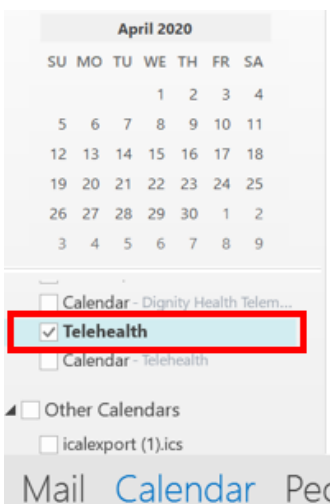 April 2020
SU MO TU WE TH FR SA
1 2 3 4
5 6 7 8 9 10 11
12 13 14 15 16 17 18
19 20 21 22 23 24 25
26 27 28 29 30 1 2
3 4 5 6 7 8 9
Calendar - Dignity Health Telem...
Telehealth
Calendar - Telehealth
Other Calendars
icalexport (1).ics
Mail Calendar